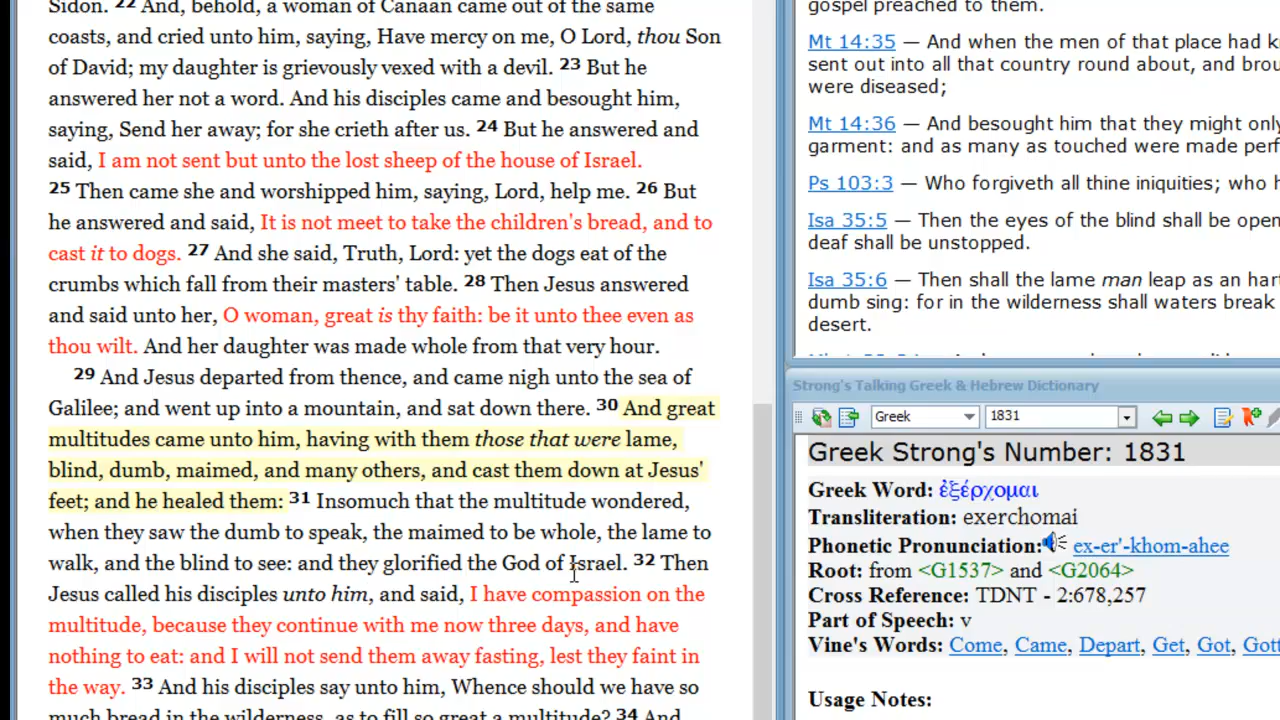 Sidon. 22 And, behold, a woman of Canaan came out of the same
coasts, and cried unto him, saying, Have mercy on me, O Lord, thou Son
of David; my daughter is grievously vexed with a devil. 23 But he
answered her not a word. And his disciples came and besought him,
saying, Send her away; for she crieth after us. 24 But he answered and
said, I am not sent but unto the lost sheep of the house of Israel.
25 Then came she and worshipped him, saying, Lord, help me. 26 But
he answered and said, It is not meet to take the children's bread, and to
cast it to dogs. 27 And she said, Truth, Lord: yet the dogs eat of the
crumbs which fall from their masters' table. 28 Then Jesus answered
and said unto her, O woman, great is thy faith: be it unto thee even as
thou wilt. And her daughter was made whole from that very hour.
29 And Jesus departed from thence, and came nigh unto the sea of
Galilee; and went up into a mountain, and sat down there. 30 And great
multitudes came unto him, having with them those that were lame,
blind, dumb, maimed, and many others, and cast them down at Jesus'
feet; and he healed them: 31 Insomuch that the multitude wondered,
when they saw the dumb to speak, the maimed to be whole, the lame to
walk, and the blind to see: and they glorified the God of Israel. 32 Then
Jesus called his disciples unto him, and said, I have compassion on the
multitude, because they continue with me now three days, and have
nothing to eat: and I will not send them away fasting, lest they faint in
the way. 33 And his disciples say unto him, Whence should we have so
much bread in the wilderness, as to fill so great a multitude? 34 And
gospel preached to them.
Mt 14:35 — And when the men of that place had k
sent out into all that country round about, and brou
were diseased;
Mt 14:36 — And besought him that they might only
garment: and as many as touched were made perf
Ps 103:3 — Who forgiveth all thine iniquities; who h
Isa 35:5 — Then the eyes of the blind shall be open
deaf shall be unstopped.
Isa 35:6 — Then shall the lame man leap as an hart
dumb sing: for in the wilderness shall waters break
desert.
Strong's Talking Greek & Hebrew Dictionary
Greek 1831
Greek Strong's Number: 1831
Greek Word: ἐξέρχομαι
Transliteration: exerchomai
Phonetic Pronunciation: ex-er'-khom-ahee
Root: from <G1537> and <G2064>
Cross Reference: TDNT - 2:678,257
Part of Speech: v
Vine's Words: Come, Came, Depart, Get, Got, Gott
Usage Notes: